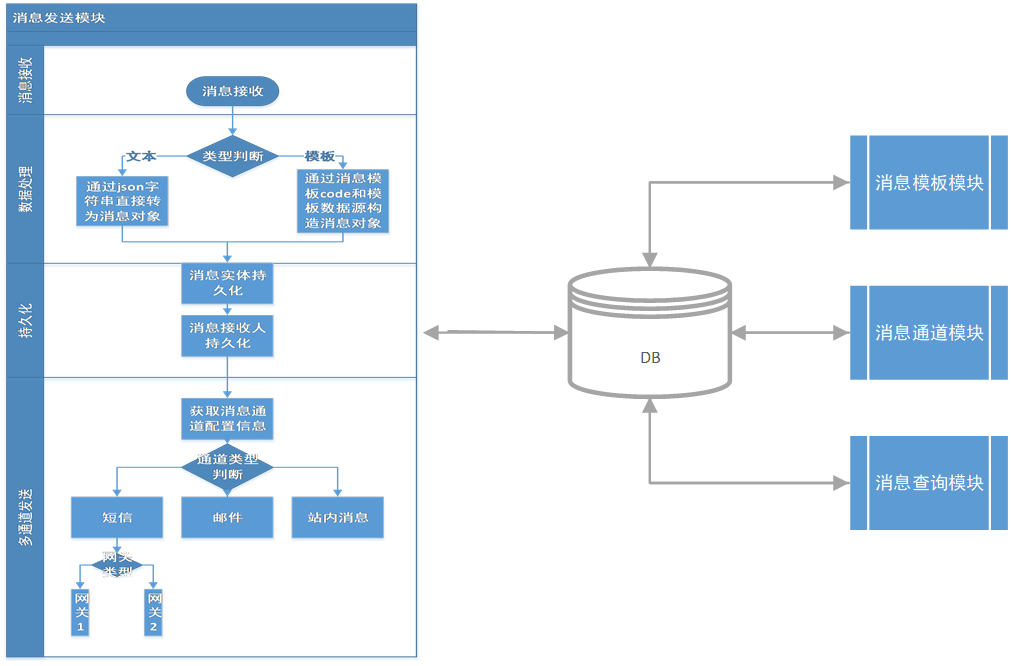 消息发送模块
消息接收
消息接收
数据处理
类型判断
文本
模板
通过json字
符串直接转
为消息对象
通过消息模
板code和模
板数据源构
造消息对象
持久化
消息实体持
久化
消息接收人
持久化
多通道发送
获取消息通
道配置信息
通道类型
判断
短信
邮件
站内消息
网关
类型
网
关
1
网
关
2
DB
消息模板模块
消息通道模块
消息查询模块